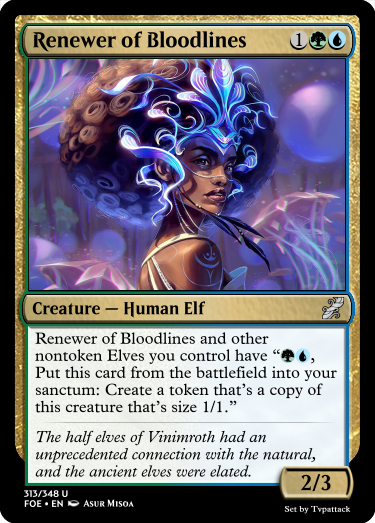 Renewer of Bloodlines 1
Creature — Human Elf
Renewer of Bloodlines and other
nontoken Elves you control have “,
Put this card from the battlefield into your
sanctum: Create a token that’s a copy of
this creature that’s size 1/1.”
The half elves of Vinimroth had an
unprecedented connection with the natural,
and the ancient elves were elated.
2/3
313/348 U
FOE • EN Asur Misoa
Set by Tvpattack